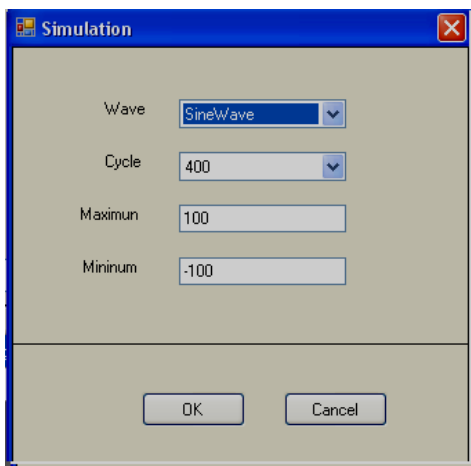 Simulation
Wave SineWave
Cycle 400
Maximun 100
Mininum -100
OK Cancel